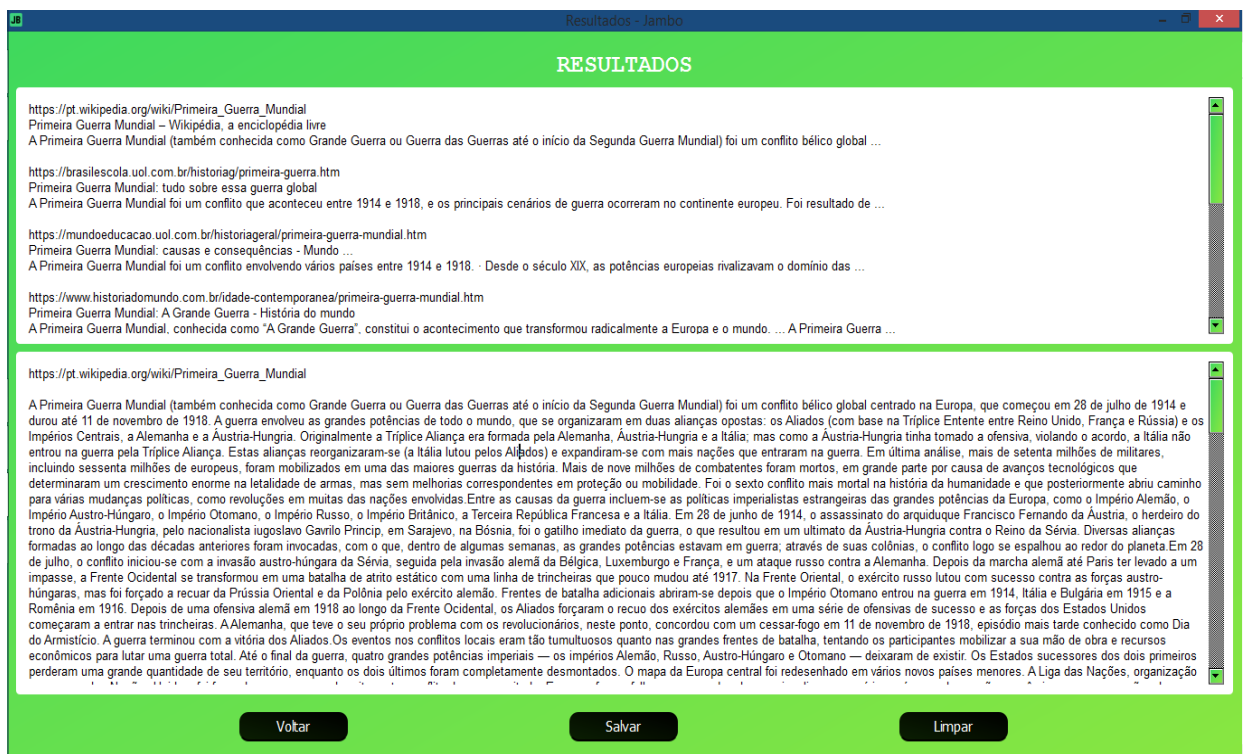 JB
Resultados - Jambo
RESULTADOS
https://pt.wikipedia.org/wiki/Primeira_Guerra_Mundial
Primeira Guerra Mundial – Wikipédia, a enciclopédia livre
A Primeira Guerra Mundial (também conhecida como Grande Guerra ou Guerra das Guerras até o início da Segunda Guerra Mundial) foi um conflito bélico global ...
https://brasilescola.uol.com.br/historiag/primeira-guerra.htm
Primeira Guerra Mundial: tudo sobre essa guerra global
A Primeira Guerra Mundial foi um conflito que aconteceu entre 1914 e 1918, e os principais cenários de guerra ocorreram no continente europeu. Foi resultado de ...
https://mundoeducacao.uol.com.br/historiageral/primeira-guerra-mundial.htm
Primeira Guerra Mundial: causas e consequências - Mundo ...
A Primeira Guerra Mundial foi um conflito envolvendo vários países entre 1914 e 1918. · Desde o século XIX, as potências europeias rivalizavam o domínio das ...
https://www.historiadomundo.com.br/idade-contemporanea/primeira-guerra-mundial.htm
Primeira Guerra Mundial: A Grande Guerra - História do mundo
A Primeira Guerra Mundial, conhecida como “A Grande Guerra”, constitui o acontecimento que transformou radicalmente a Europa e o mundo. ... A Primeira Guerra ...
https://pt.wikipedia.org/wiki/Primeira_Guerra_Mundial
A Primeira Guerra Mundial (também conhecida como Grande Guerra ou Guerra das Guerras até o início da Segunda Guerra Mundial) foi um conflito bélico global centrado na Europa, que começou em 28 de julho de 1914 e
durou até 11 de novembro de 1918. A guerra envolveu as grandes potências de todo o mundo, que se organizaram em duas alianças opostas: os Aliados (com base na Tríplice Entente entre Reino Unido, França e Rússia) e os
Impérios Centrais, a Alemanha e a Áustria-Hungria. Originalmente a Tríplice Aliança era formada pela Alemanha, Áustria-Hungria e a Itália; mas como a Áustria-Hungria tinha tomado a ofensiva, violando o acordo, a Itália não
entrou na guerra pela Tríplice Aliança. Estas alianças reorganizaram-se (a Itália lutou pelos Aliados) e expandiram-se com mais nações que entraram na guerra. Em última análise, mais de setenta milhões de militares,
incluindo sessenta milhões de europeus, foram mobilizados em uma das maiores guerras da história. Mais de nove milhões de combatentes foram mortos, em grande parte por causa de avanços tecnológicos que
determinaram um crescimento enorme na letalidade de armas, mas sem melhorias correspondentes em proteção ou mobilidade. Foi o sexto conflito mais mortal na história da humanidade e que posteriormente abriu caminho
para várias mudanças políticas, como revoluções em muitas das nações envolvidas.Entre as causas da guerra incluem-se as políticas imperialistas estrangeiras das grandes potências da Europa, como o Império Alemão, o
Império Austro-Húngaro, o Império Otomano, o Império Russo, o Império Britânico, a Terceira República Francesa e a Itália. Em 28 de junho de 1914, o assassinato do arquiduque Francisco Fernando da Áustria, o herdeiro do
trono da Áustria-Hungria, pelo nacionalista iugoslavo Gavrilo Princip, em Sarajevo, na Bósnia, foi o gatilho imediato da guerra, o que resultou em um ultimato da Áustria-Hungria contra o Reino da Sérvia. Diversas alianças
formadas ao longo das décadas anteriores foram invocadas, com o que, dentro de algumas semanas, as grandes potências estavam em guerra; através de suas colônias, o conflito logo se espalhou ao redor do planeta.Em 28
de julho, o conflito iniciou-se com a invasão austro-húngara da Sérvia, seguida pela invasão alemã da Bélgica, Luxemburgo e França, e um ataque russo contra a Alemanha. Depois da marcha alemã até Paris ter levado a um
impasse, a Frente Ocidental se transformou em uma batalha de atrito estático com uma linha de trincheiras que pouco mudou até 1917. Na Frente Oriental, o exército russo lutou com sucesso contra as forças austro-
húngaras, mas foi forçado a recuar da Prússia Oriental e da Polônia pelo exército alemão. Frentes de batalha adicionais abriram-se depois que o Império Otomano entrou na guerra em 1914, Itália e Bulgária em 1915 e a
Romênia em 1916. Depois de uma ofensiva alemã em 1918 ao longo da Frente Ocidental, os Aliados forçaram o recuo dos exércitos alemães em uma série de ofensivas de sucesso e as forças dos Estados Unidos
começaram a entrar nas trincheiras. A Alemanha, que teve o seu próprio problema com os revolucionários, neste ponto, concordou com um cessar-fogo em 11 de novembro de 1918, episódio mais tarde conhecido como Dia
do Armistício. A guerra terminou com a vitória dos Aliados.Os eventos nos conflitos locais eram tão tumultuosos quanto nas grandes frentes de batalha, tentando os participantes mobilizar a sua mão de obra e recursos
econômicos para lutar uma guerra total. Até o final da guerra, quatro grandes potências imperiais — os impérios Alemão, Russo, Austro-Húngaro e Otomano — deixaram de existir. Os Estados sucessores dos dois primeiros
perderam uma grande quantidade de seu território, enquanto os dois últimos foram completamente desmontados. O mapa da Europa central foi redesenhado em vários novos países menores. A Liga das Nações, organização
Voltar
Salvar
Limpar